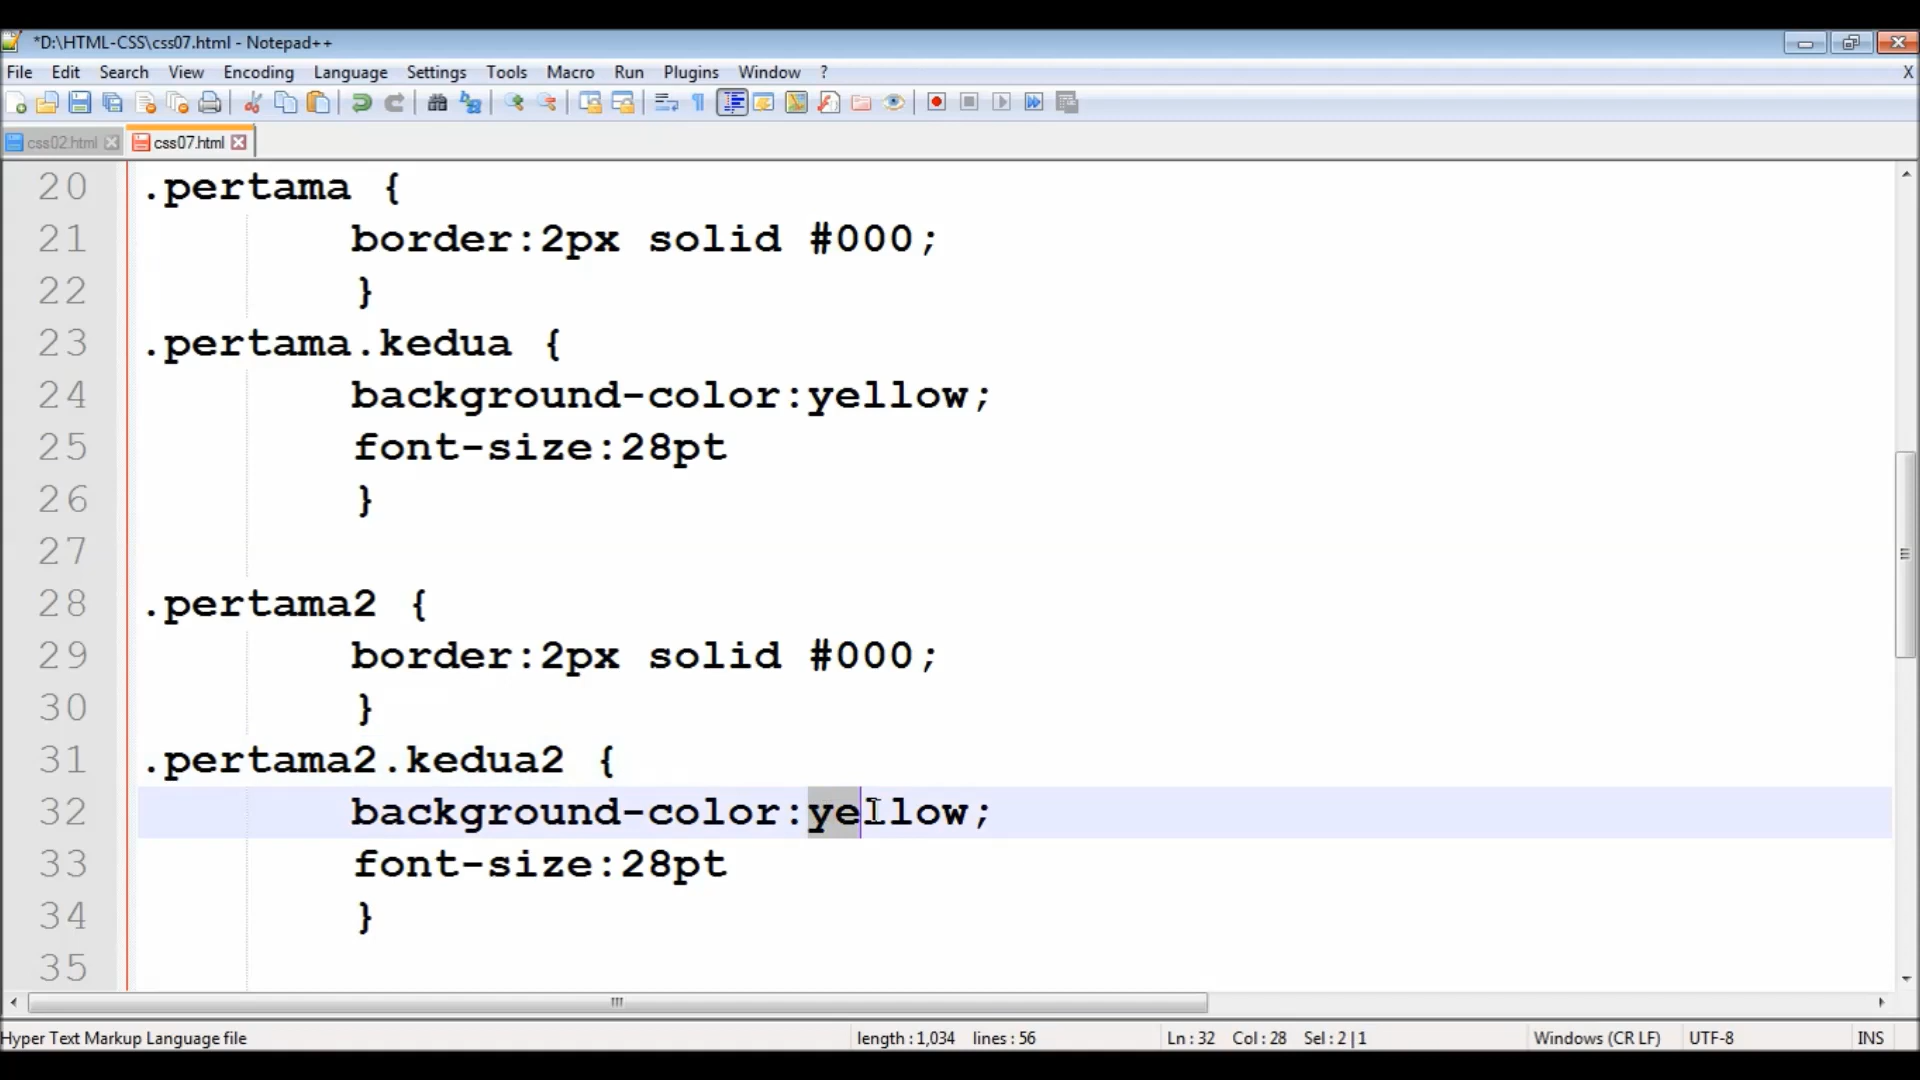 *D:\HTML-CSS\css07.html - Notepad++
File Edit Search View Encoding Language Settings Tools Macro Run Plugins Window ? X
css02.html css07.html
20 .pertama {
21 border:2px solid #000;
22 }
23 .pertama.kedua {
24 background-color:yellow;
25 font-size:28pt
26 }
27
28 .pertama2 {
29 border:2px solid #000;
30 }
31 .pertama2.kedua2 {
32 background-color:yellow;
33 font-size:28pt
34 }
35
Hyper Text Markup Language file length : 1,034 lines : 56 Ln : 32 Col : 28 Sel : 2 | 1 Windows (CR LF) UTF-8 INS